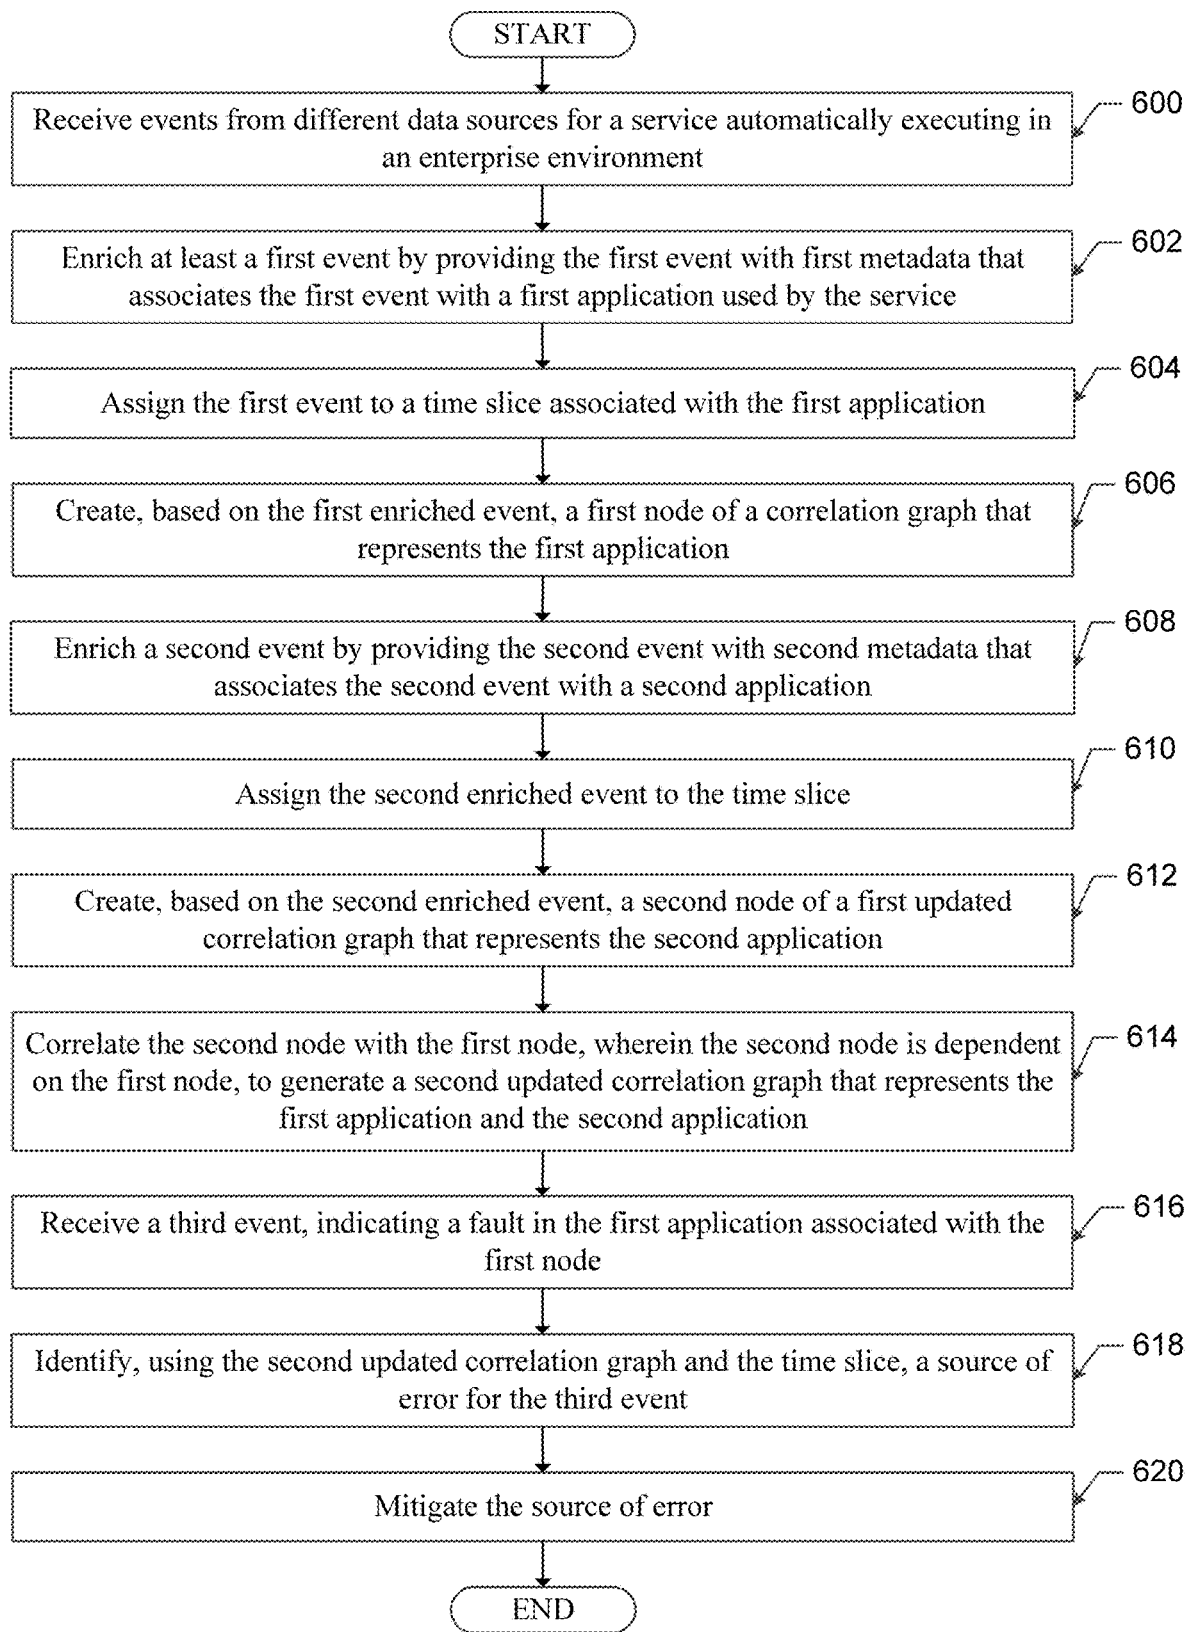 START
600
Receive events from different data sources for a service automatically executing in
an enterprise environment
602
Enrich at least a first event by providing the first event with first metadata that
associates the first event with a first application used by the service
604
Assign the first event to a time slice associated with the first application
606
Create, based on the first enriched event, a first node of a correlation graph that
represents the first application
608
Enrich a second event by providing the second event with second metadata that
associates the second event with a second application
610
Assign the second enriched event to the time slice
612
Create, based on the second enriched event, a second node of a first updated
correlation graph that represents the second application
614
Correlate the second node with the first node, wherein the second node is dependent
on the first node, to generate a second updated correlation graph that represents the
first application and the second application
616
Receive a third event, indicating a fault in the first application associated with the
first node
618
Identify, using the second updated correlation graph and the time slice, a source of
error for the third event
620
Mitigate the source of error
END